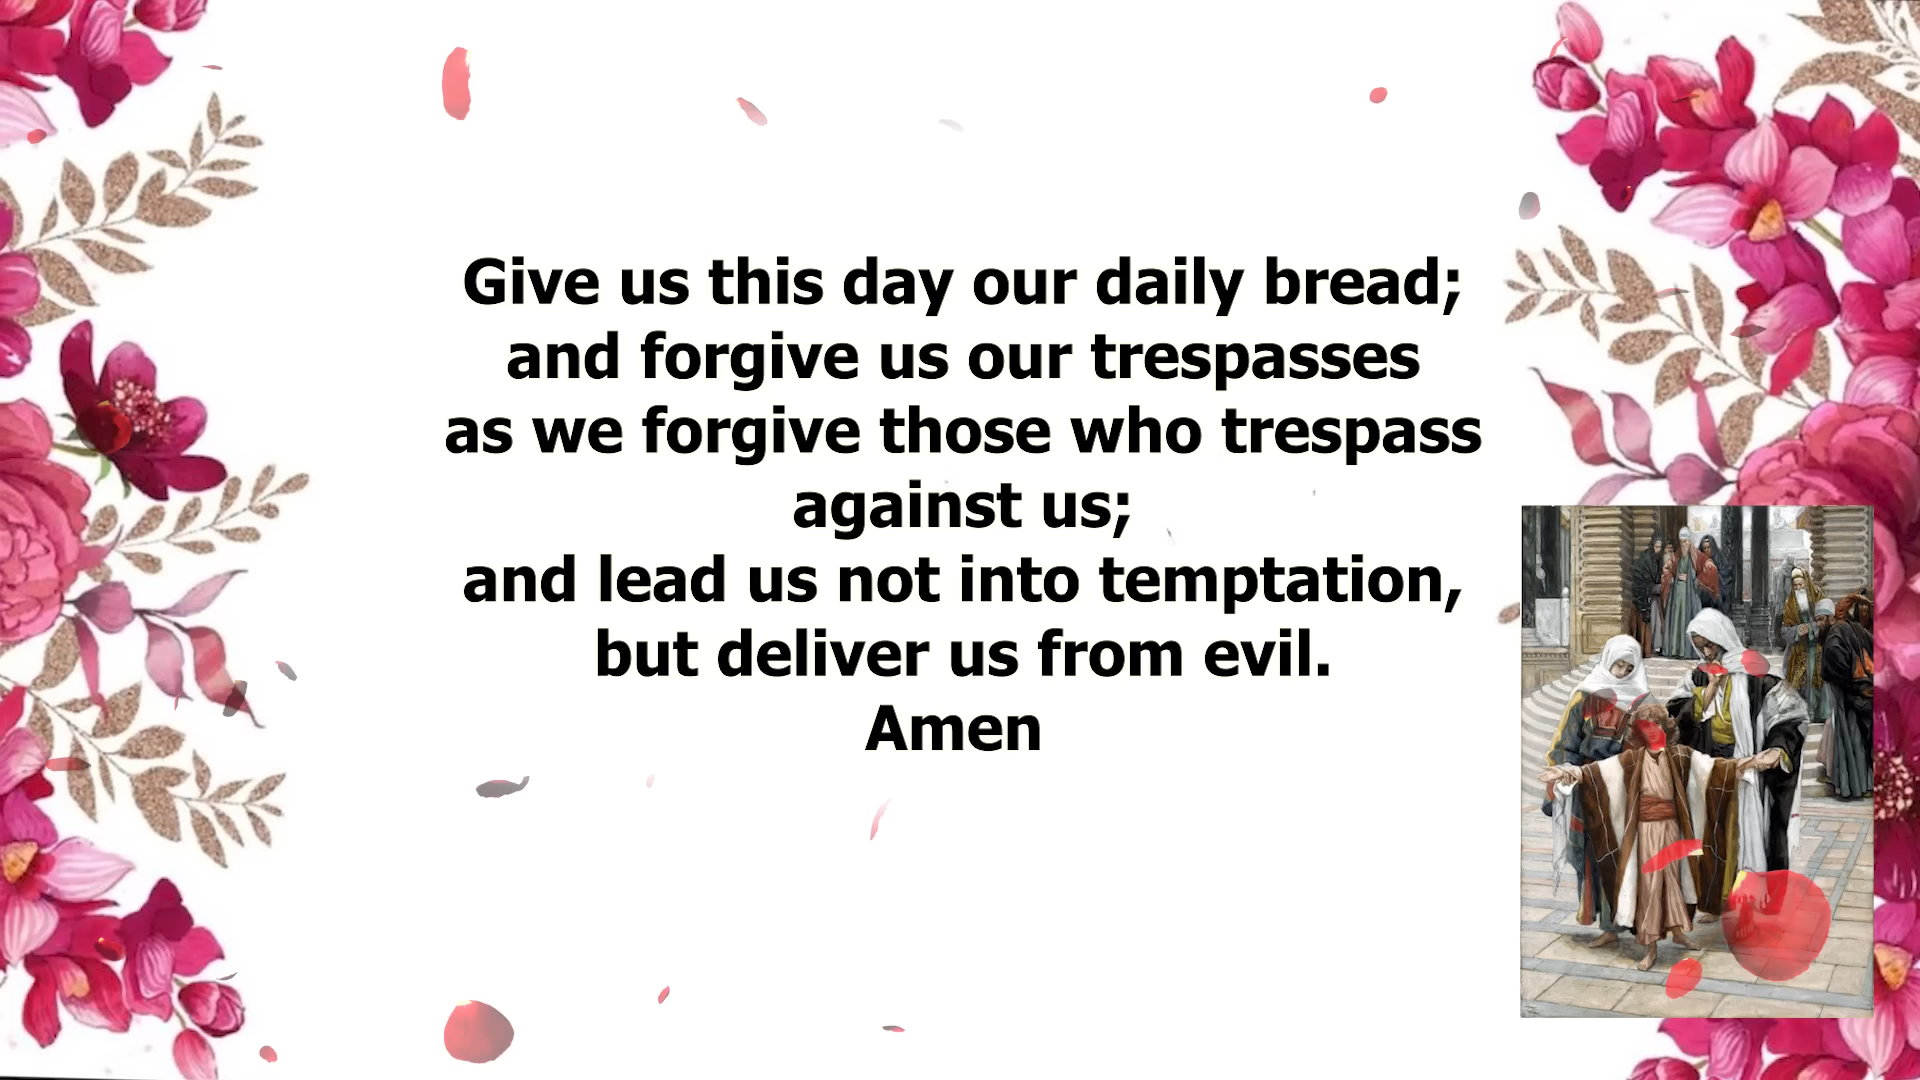 Give us this day our daily bread;
and forgive us our trespasses
as we forgive those who trespass
against us;
and lead us not into temptation,
but deliver us from evil.
Amen